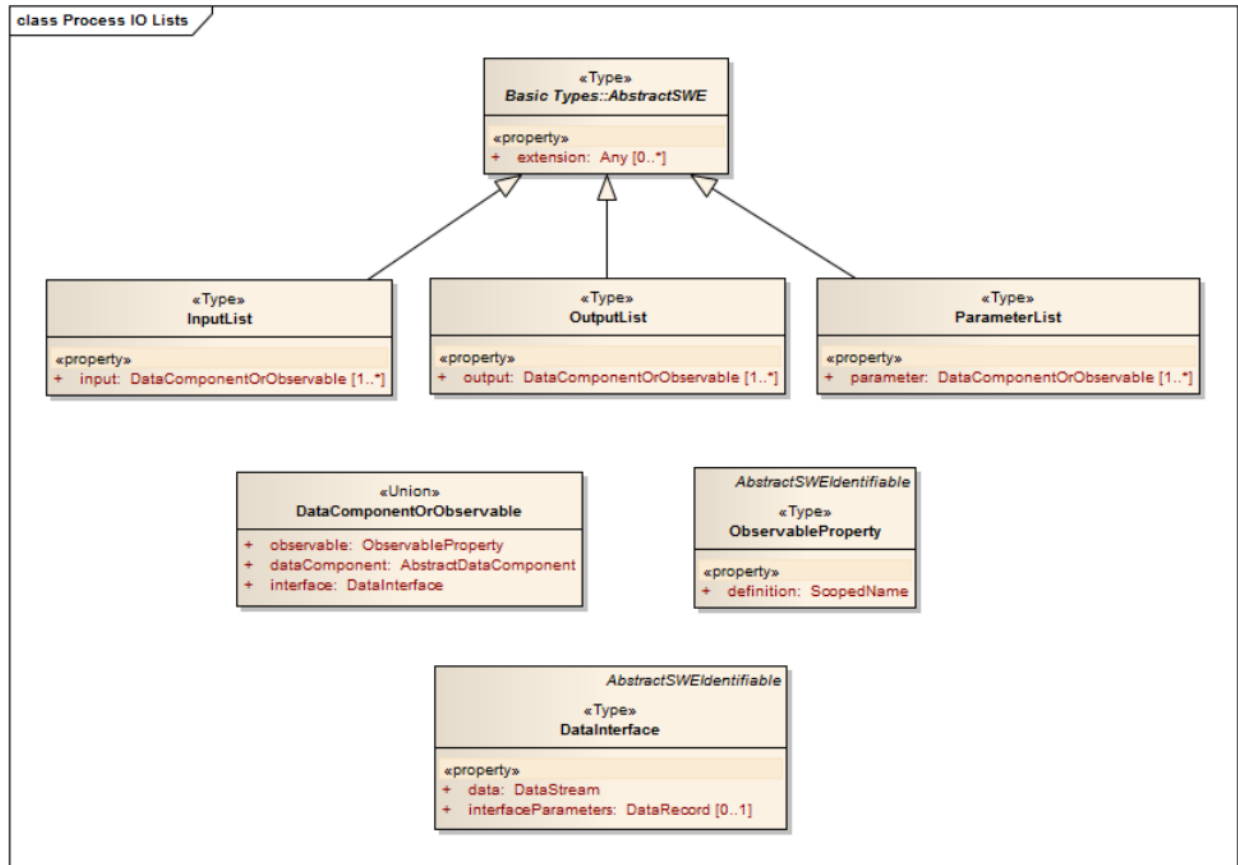 class Process IO Lists
«Type»
Basic Types::AbstractSWE
«property»
+ extension: Any [0..*]
«Type»
InputList
«property»
+ input: DataComponentOrObservable [1..*]
«Type»
OutputList
«property»
+ output: DataComponentOrObservable [1..*]
«Type»
ParameterList
«property»
+ parameter: DataComponentOrObservable [1..*]
«Union»
DataComponentOrObservable
+ observable: ObservableProperty
+ dataComponent: AbstractDataComponent
+ interface: DataInterface
AbstractSWEIdentifiable
«Type»
ObservableProperty
«property»
+ definition: ScopedName
AbstractSWEIdentifiable
«Type»
DataInterface
«property»
+ data: DataStream
+ interfaceParameters: DataRecord [0..1]